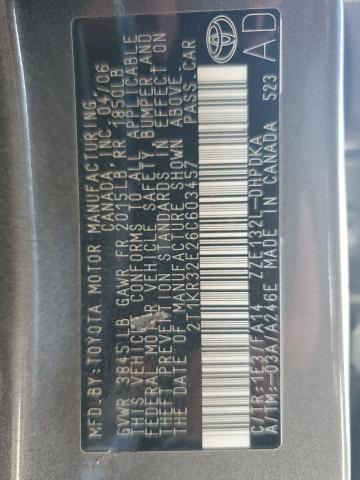 MFD BY: TOYOTA MOTOR MANUFACTURING
CANADA, INC. 04/06
GVWR 3845 LB GAWR FR 2015LB RR 1850LB
THIS VEHICLE CONFORMS TO ALL APPLICABLE
FEDERAL MOTOR VEHICLE SAFETY, BUMPER, AND
THEFT PREVENTION STANDARDS IN EFFECT ON
THE DATE OF MANUFACTURE SHOWN ABOVE.
2T1KR32E26C603457 PASS. CAR
C/TR: 1E3/FA14 ZZE132L-DHPDKA
A/TM:-03A/A246E MADE IN CANADA 523
AD